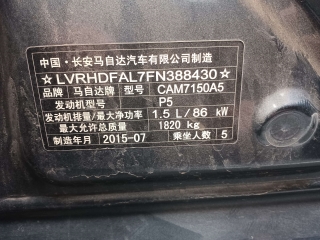 中国·长安马自达汽车有限公司制造
☆LVRHDFAL7FN388430☆
品牌 马自达牌 型号 CAM7150A5
发动机型号 P5
发动机排量/最大净功率 1.5 L/86 kW
最大允许总质量 1820 kg
制造年月 2015-07 乘坐人数 5